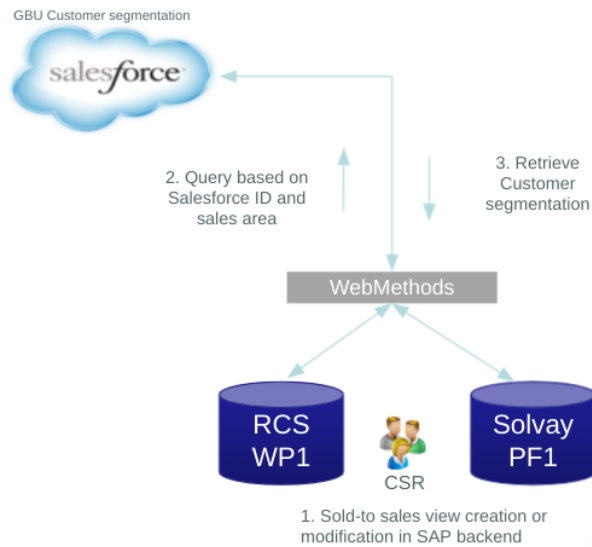 GBU Customer segmentation
salesforce
2. Query based on
Salesforce ID and
sales area
3. Retrieve
Customer
segmentation
WebMethods
RCS
WP1
CSR
Solvay
PF1
1. Sold-to sales view creation or
modification in SAP backend